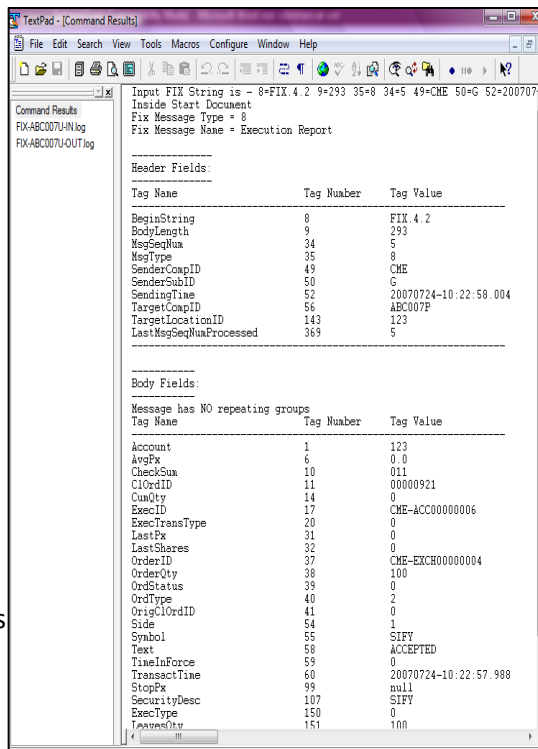 TextPad - [Command Results]
File Edit Search View Tools Macros Configure Window Help
Command Results
FIX-ABC007U-IN.log
FIX-ABC007U-OUT.log
s
Input FIX String is - 8=FIX.4.2 9=293 35=8 34=5 49=CME 50=G 52=200707
Inside Start Document
Fix Message Type = 8
Fix Message Name = Execution Report
--------------
Header Fields:
--------------
Tag Name Tag Number Tag Value
BeginString 8 FIX.4.2
BodyLength 9 293
MsgSeqNum 34 5
MsgType 35 8
SenderCompID 49 CME
SenderSubID 50 G
SendingTime 52 20070724-10:22:58.004
TargetCompID 56 ABC007P
TargetLocationID 143 123
LastMsgSeqNumProcessed 369 5
-----------
Body Fields:
-----------
Message has NO repeating groups
Tag Name Tag Number Tag Value
Account 1 123
AvgPx 6 0.0
CheckSum 10 011
ClOrdID 11 00000921
CumQty 14 0
ExecID 17 CME-ACC00000006
ExecTransType 20 0
LastPx 31 0
LastShares 32 0
OrderID 37 CME-EXCH00000004
OrderQty 38 100
OrdStatus 39 0
OrdType 40 2
OrigClOrdID 41 0
Side 54 1
Symbol 55 SIFY
Text 58 ACCEPTED
TimeInForce 59 0
TransactTime 60 20070724-10:22:57.988
StopPx 99 null
SecurityDesc 107 SIFY
ExecType 150 0
LeavesQty 151 100